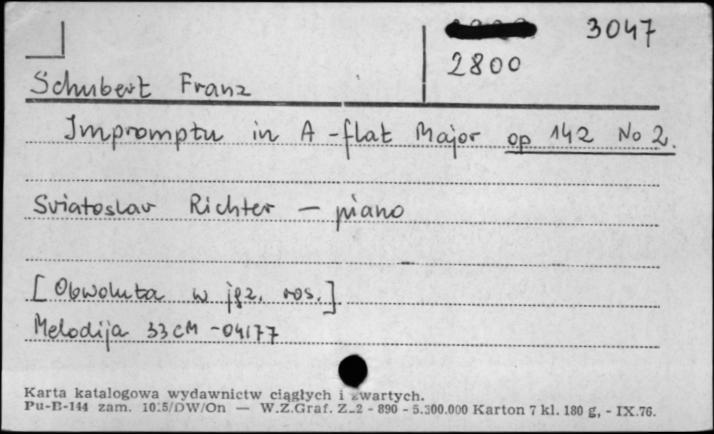 3047
2800
Schubert Franz
Impromptu in A-flat Major op 142 No 2.
Sviatoslav Richter — piano
[Obwoluta w jęz. ros.]
Melodija 33CM-04177
Karta katalogowa wydawnictw ciągłych i zwartych.
Pu-B-144 zam. 1015/DW/On — W.Z.Graf. Z-2 - 890 - 5.300.000 Karton 7 kl. 180 g, - IX.76.